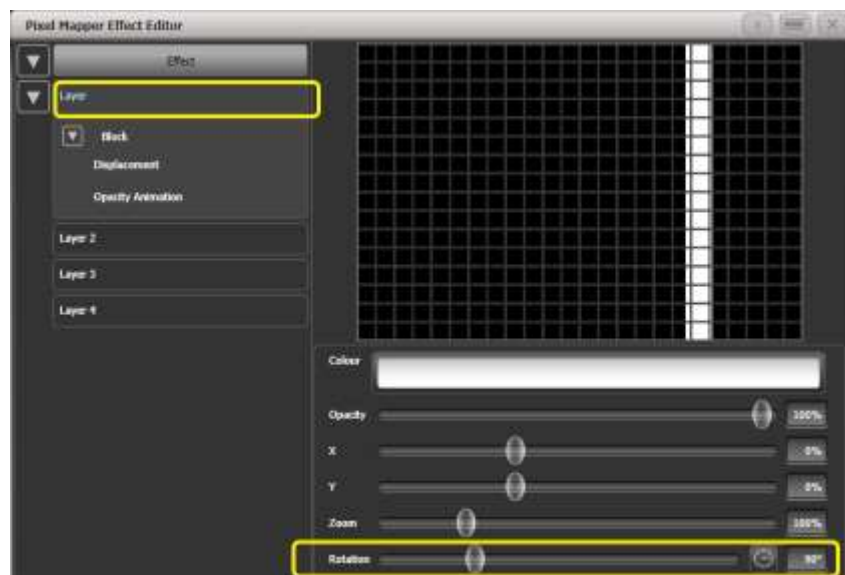 Pixel Mapper Effect Editor
Effect
Layer
Block
Displacement
Opacity Animation
Layer 2
Layer 3
Layer 4
Colour
Opacity 100%
X 0%
Y 0%
Zoom 100%
Rotation 90°